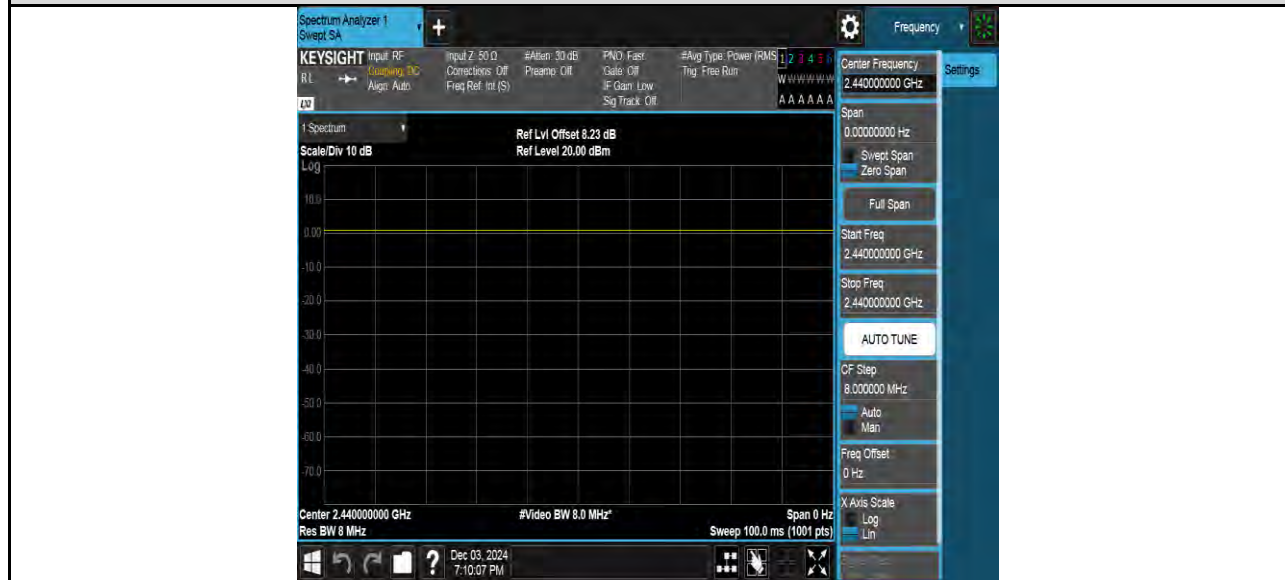 Spectrum Analyzer 1
Swept SA
+
Frequency
KEYSIGHT
RL
LXI
Input: RF
Coupling: DC
Align: Auto
Input Z: 50 Ω
Corrections: Off
Freq Ref: Int (S)
#Atten: 30 dB
Preamp: Off
PNO: Fast
Gate: Off
IF Gain: Low
Sig Track: Off
#Avg Type: Power (RMS
Trig: Free Run
1 2 3 4 5 6
W W W W W W
A A A A A A
Center Frequency
2.440000000 GHz
Settings
Span
0.00000000 Hz
Swept Span
Zero Span
Full Span
Start Freq
2.440000000 GHz
Stop Freq
2.440000000 GHz
AUTO TUNE
CF Step
8.000000 MHz
Auto
Man
Freq Offset
0 Hz
X Axis Scale
Log
Lin
1 Spectrum
Scale/Div 10 dB
Ref Lvl Offset 8.23 dB
Ref Level 20.00 dBm
Log
10.0
0.00
-10.0
-20.0
-30.0
-40.0
-50.0
-60.0
-70.0
Center 2.440000000 GHz
#Video BW 8.0 MHz*
Span 0 Hz
Res BW 8 MHz
Sweep 100.0 ms (1001 pts)
?
Dec 03, 2024
7:10:07 PM